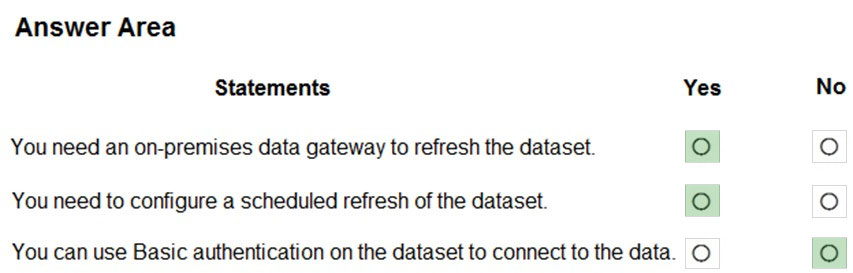 Answer Area
Statements Yes No
You need an on-premises data gateway to refresh the dataset.
You need to configure a scheduled refresh of the dataset.
You can use Basic authentication on the dataset to connect to the data.